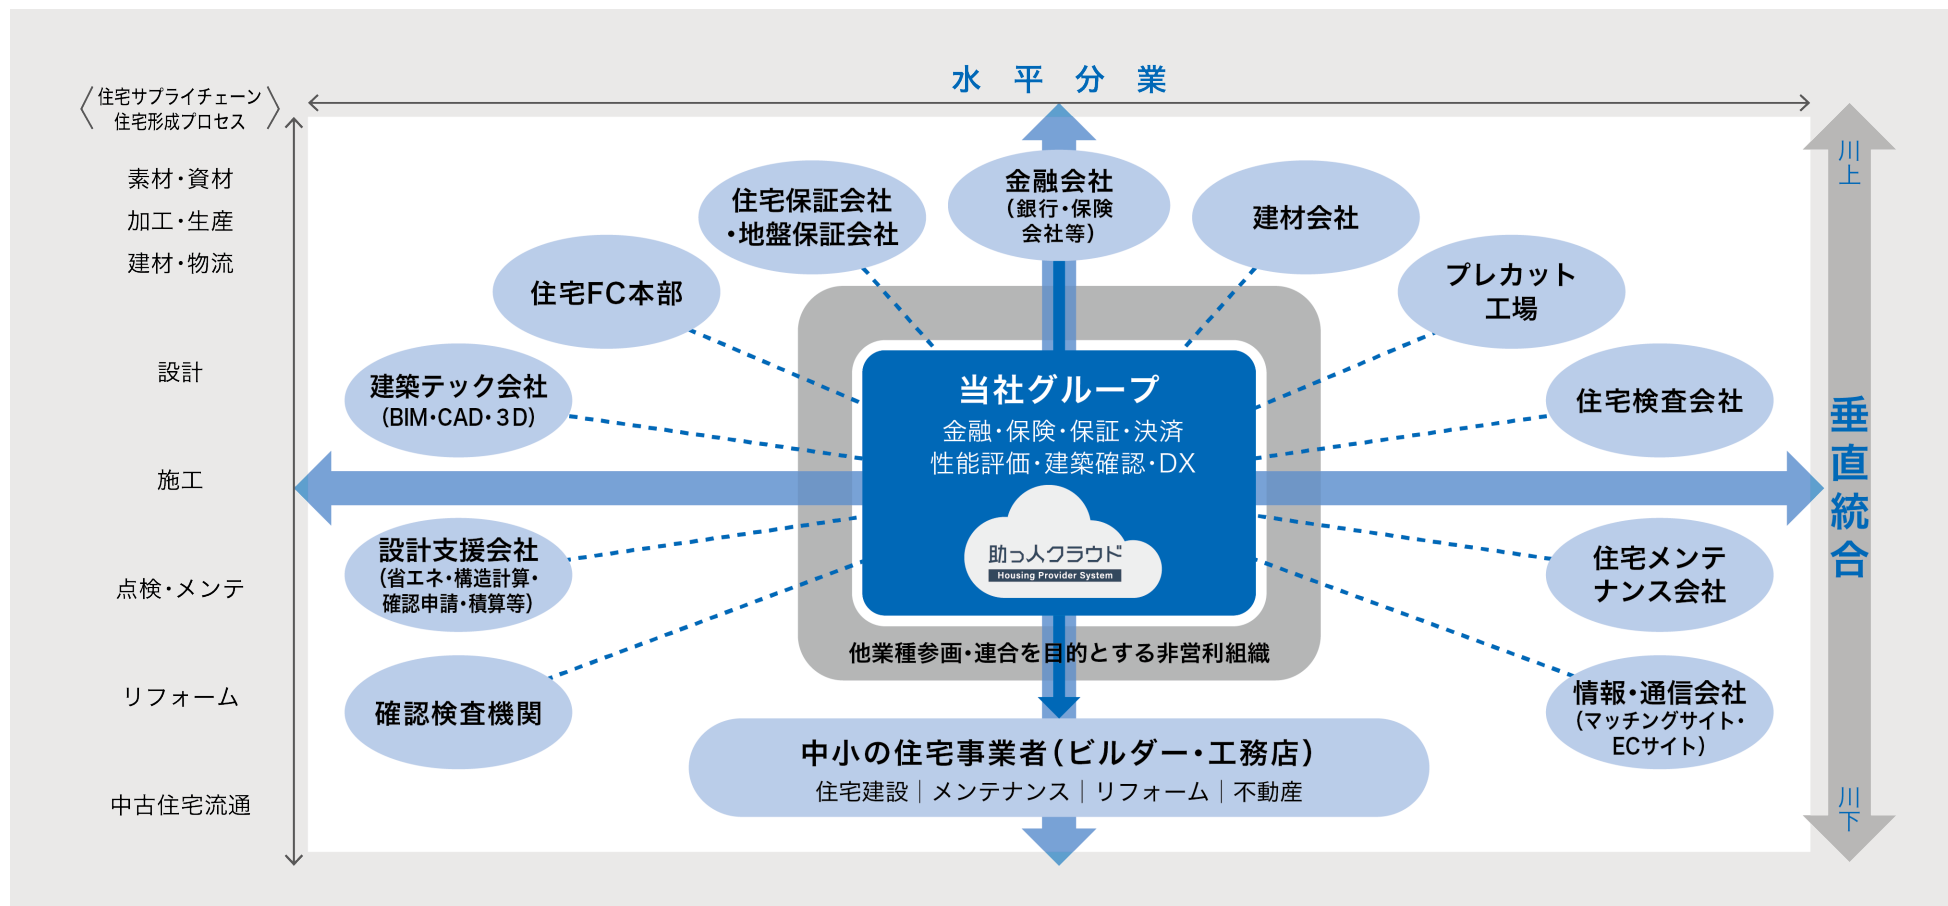 水平分業
〈住宅サプライチェーン
住宅形成プロセス〉
素材・資材
加工・生産
建材・物流
設計
施工
点検・メンテ
リフォーム
中古住宅流通
川上
垂直統合
川下
金融会社
（銀行・保険
会社等）
住宅保証会社
・地盤保証会社
建材会社
住宅FC本部
プレカット
工場
建築テック会社
（BIM・CAD・３D）
住宅検査会社
当社グループ
金融・保険・保証・決済
性能評価・建築確認・DX
助っ人クラウド
Housing Provider System
設計支援会社
（省エネ・構造計算・
確認申請・積算等）
住宅メンテ
ナンス会社
他業種参画・連合を目的とする非営利組織
確認検査機関
情報・通信会社
（マッチングサイト・
ECサイト）
中小の住宅事業者（ビルダー・工務店）
住宅建設｜メンテナンス｜リフォーム｜不動産